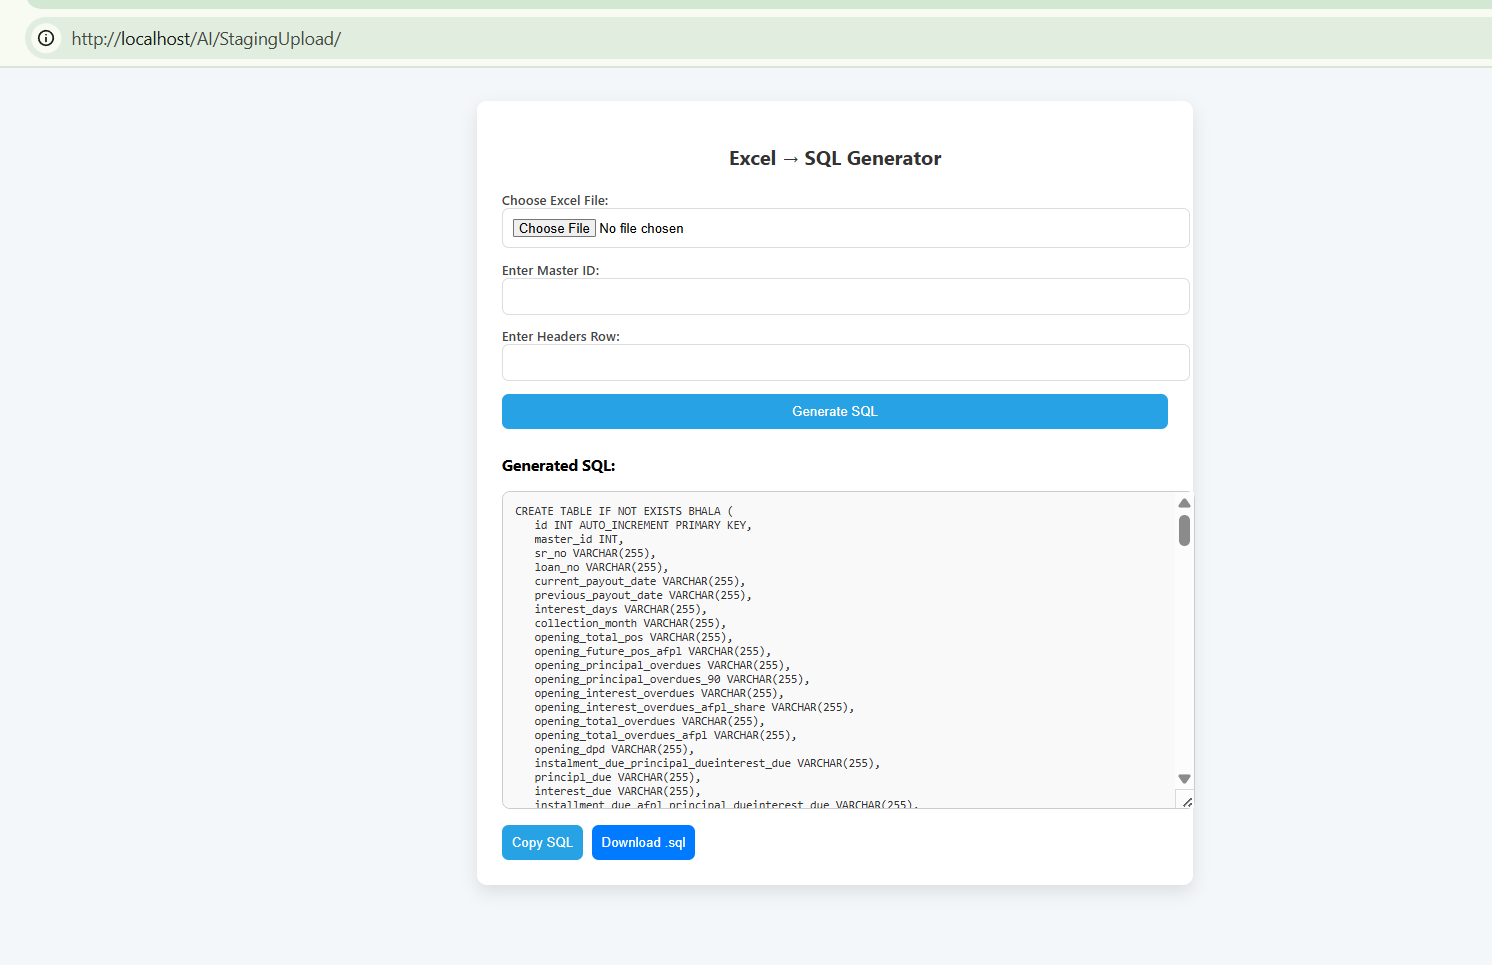 http://localhost/AI/StagingUpload/
Excel → SQL Generator
Choose Excel File:
Choose File No file chosen
Enter Master ID:
Enter Headers Row:
Generate SQL
Generated SQL:
CREATE TABLE IF NOT EXISTS BHALA (
id INT AUTO_INCREMENT PRIMARY KEY,
master_id INT,
sr_no VARCHAR(255),
loan_no VARCHAR(255),
current_payout_date VARCHAR(255),
previous_payout_date VARCHAR(255),
interest_days VARCHAR(255),
collection_month VARCHAR(255),
opening_total_pos VARCHAR(255),
opening_future_pos_afpl VARCHAR(255),
opening_principal_overdues VARCHAR(255),
opening_principal_overdues_90 VARCHAR(255),
opening_interest_overdues VARCHAR(255),
opening_interest_overdues_afpl_share VARCHAR(255),
opening_total_overdues VARCHAR(255),
opening_total_overdues_afpl VARCHAR(255),
opening_dpd VARCHAR(255),
instalment_due_principal_dueinterest_due VARCHAR(255),
principl_due VARCHAR(255),
interest_due VARCHAR(255),
installment_due_afpl_principal_dueinterest_due VARCHAR(255),
Copy SQL
Download .sql